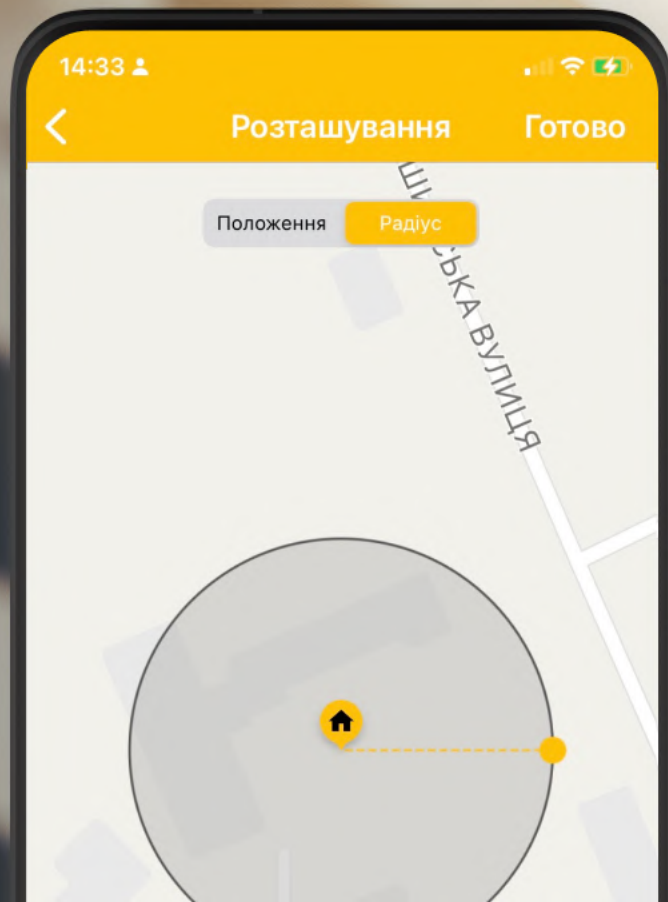 14:33
Розташування
Готово
Положення
Радіус
СЬКА ВУЛИЦЯ